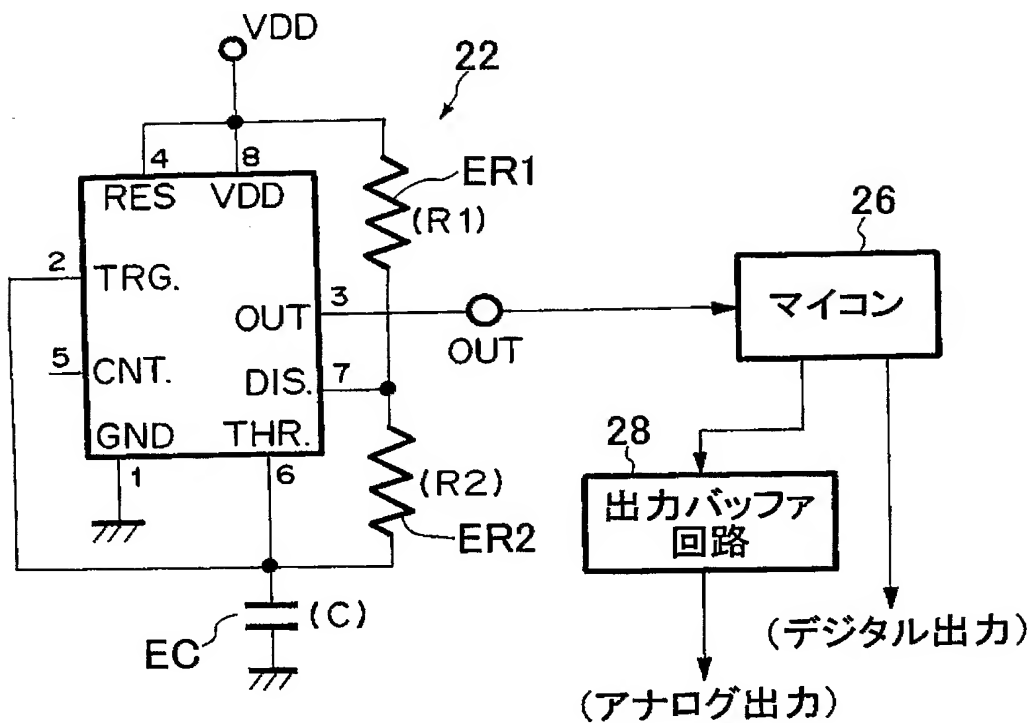 VDD
22
4 8
RES VDD
ER1
(R1)
26
2
TRG.
3
マイコン
OUT
OUT
5
CNT.
7
DIS.
GND THR.
28
1
6
(R2)
出力バッファ
回路
ER2
(C)
EC
(デジタル出力)
(アナログ出力)